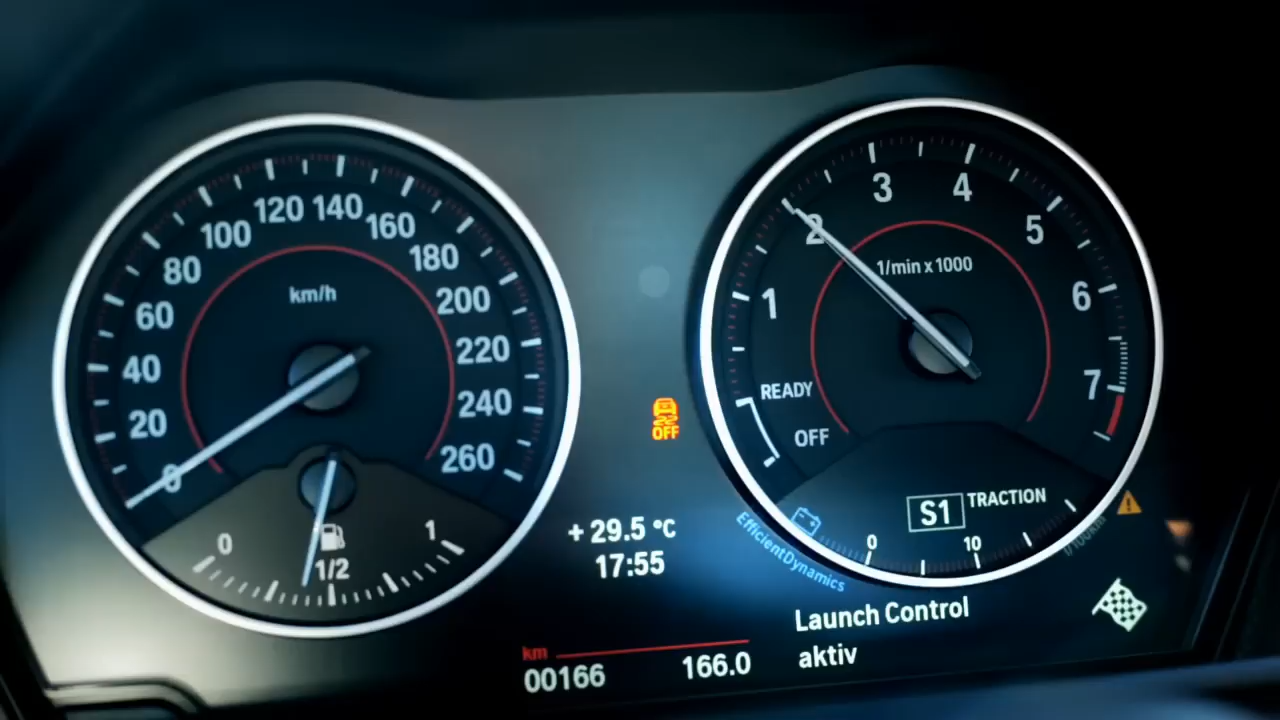 0
20
40
60
80
100
120
140
160
180
200
220
240
260
km/h
0
1/2
1
OFF
+ 29.5 °C
17:55
km
00166
166.0
OFF
READY
1
2
3
4
5
6
7
1/min x 1000
S1 TRACTION
0
10
l/100km
EfficientDynamics
Launch Control
aktiv